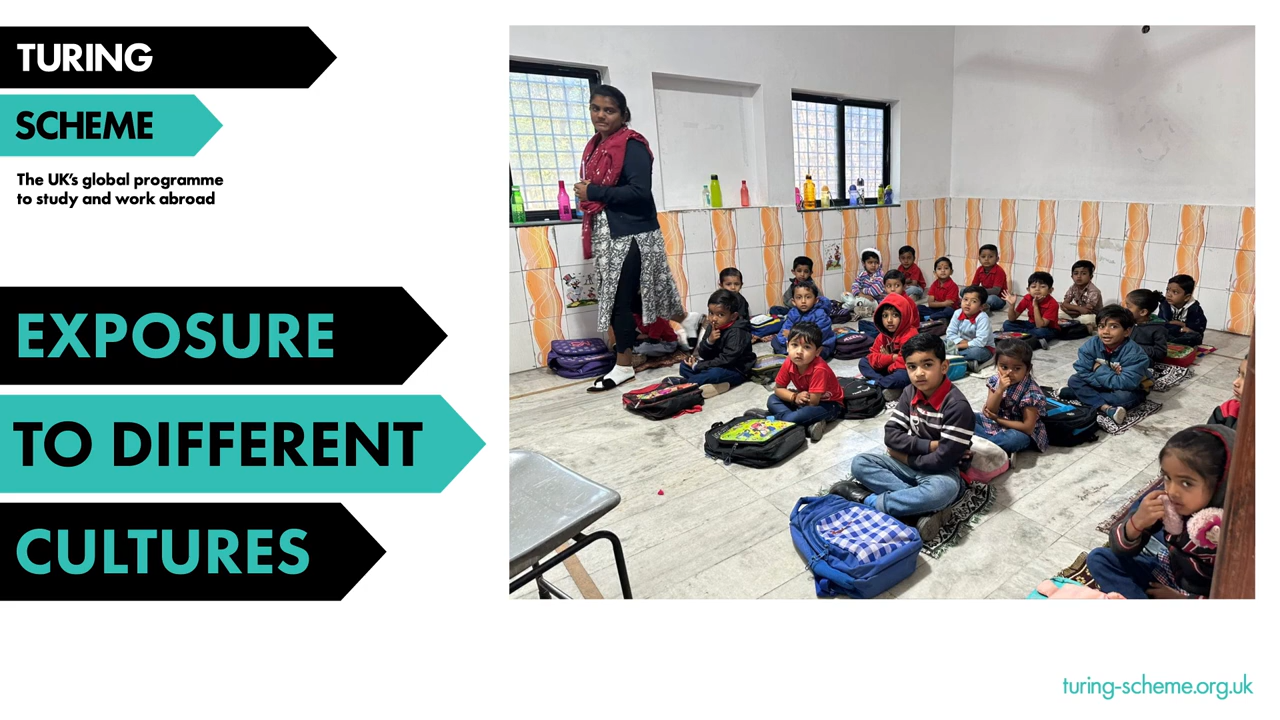 TURING
SCHEME
The UK's global programme
to study and work abroad
EXPOSURE
TO DIFFERENT
CULTURES
turing-scheme.org.uk